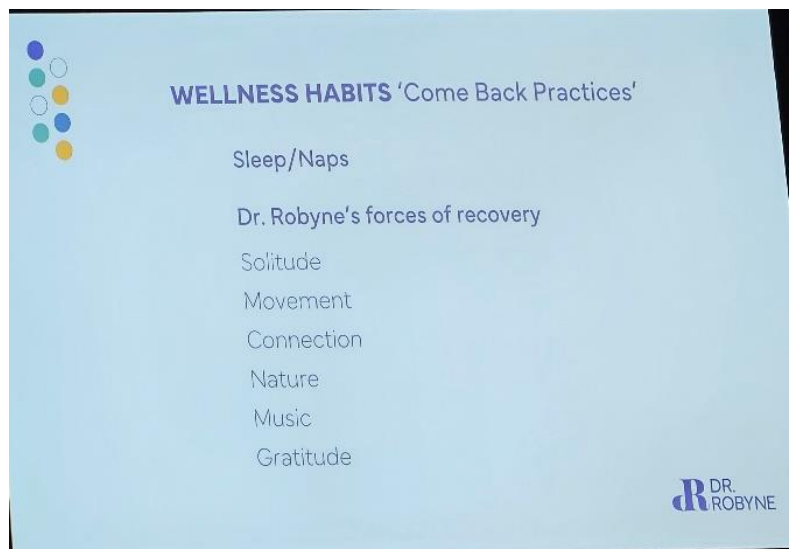 WELLNESS HABITS ‘Come Back Practices’
Sleep/Naps
Dr. Robyne’s forces of recovery
Solitude
Movement
Connection
Nature
Music
Gratitude
DR.
ROBYNE